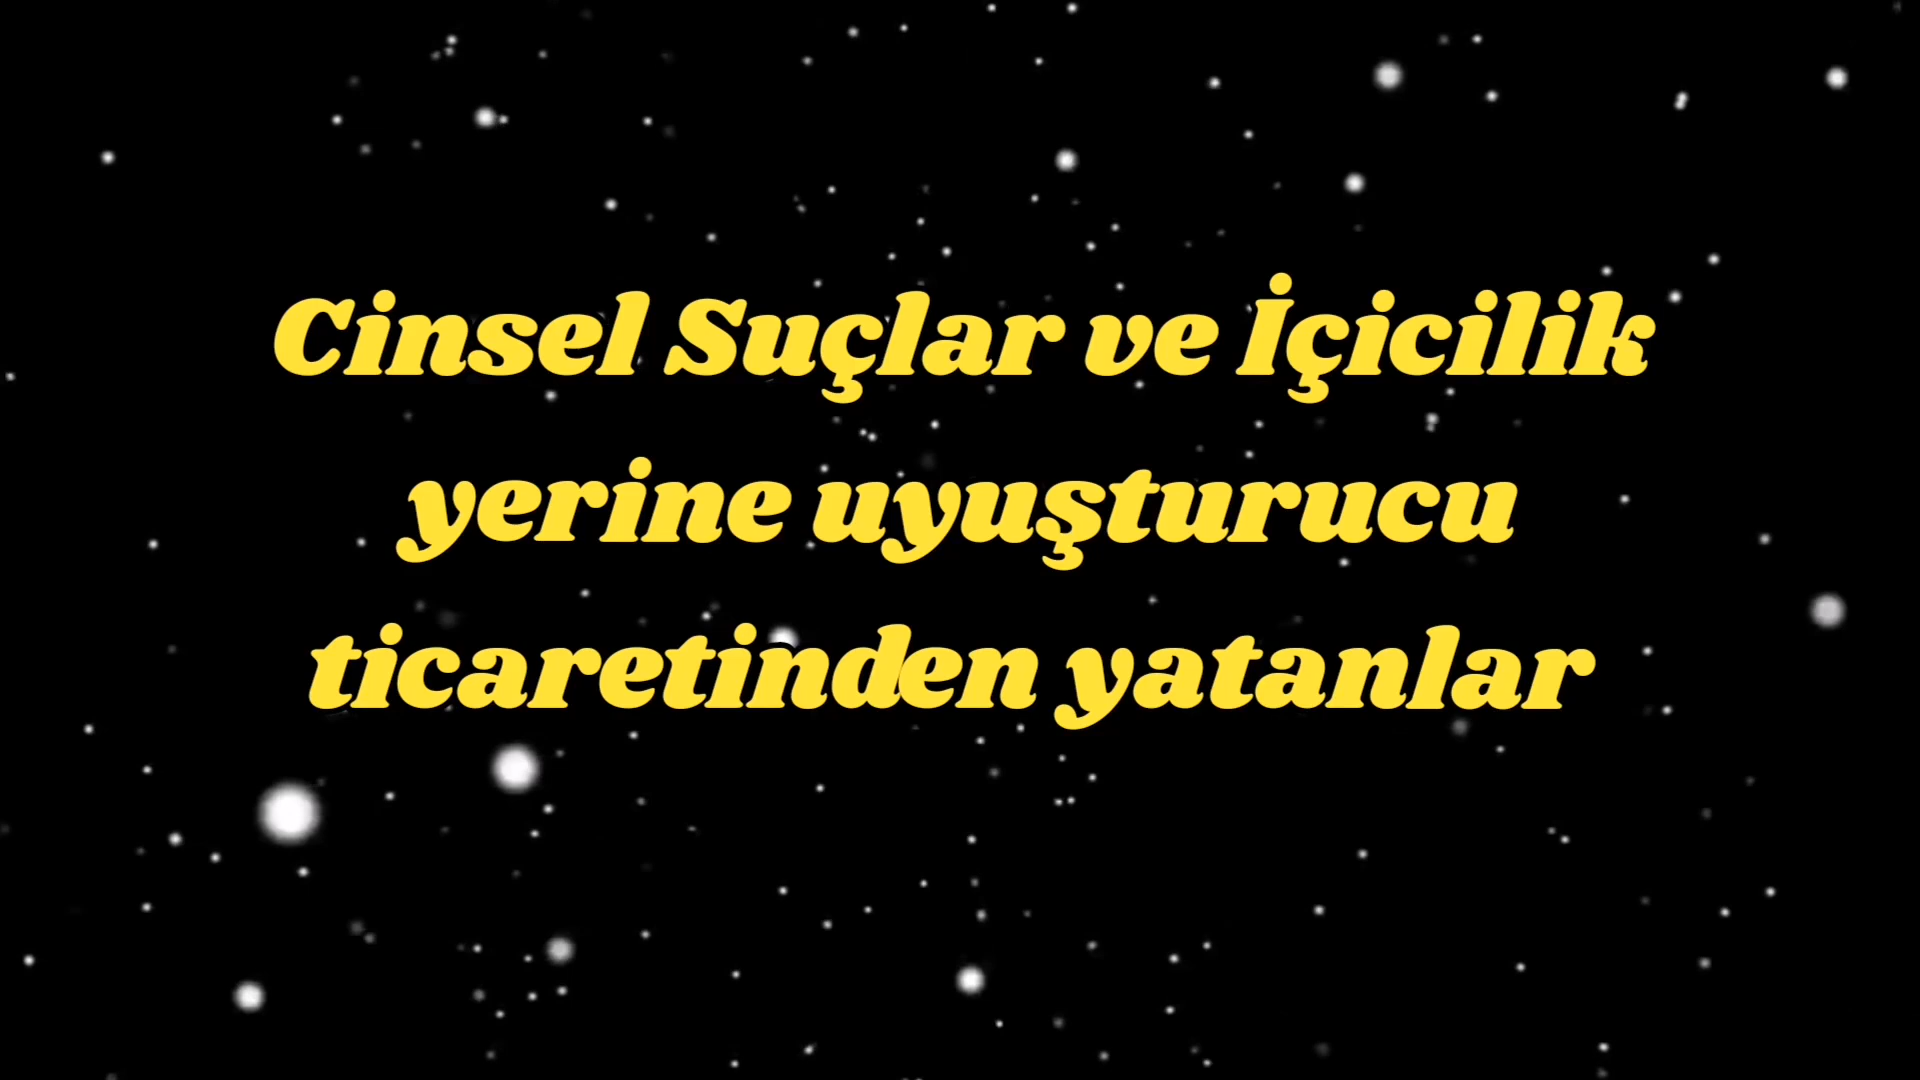 Cinsel Suçlar ve İçicilik
yerine uyuşturucu
ticaretinden yatanlar